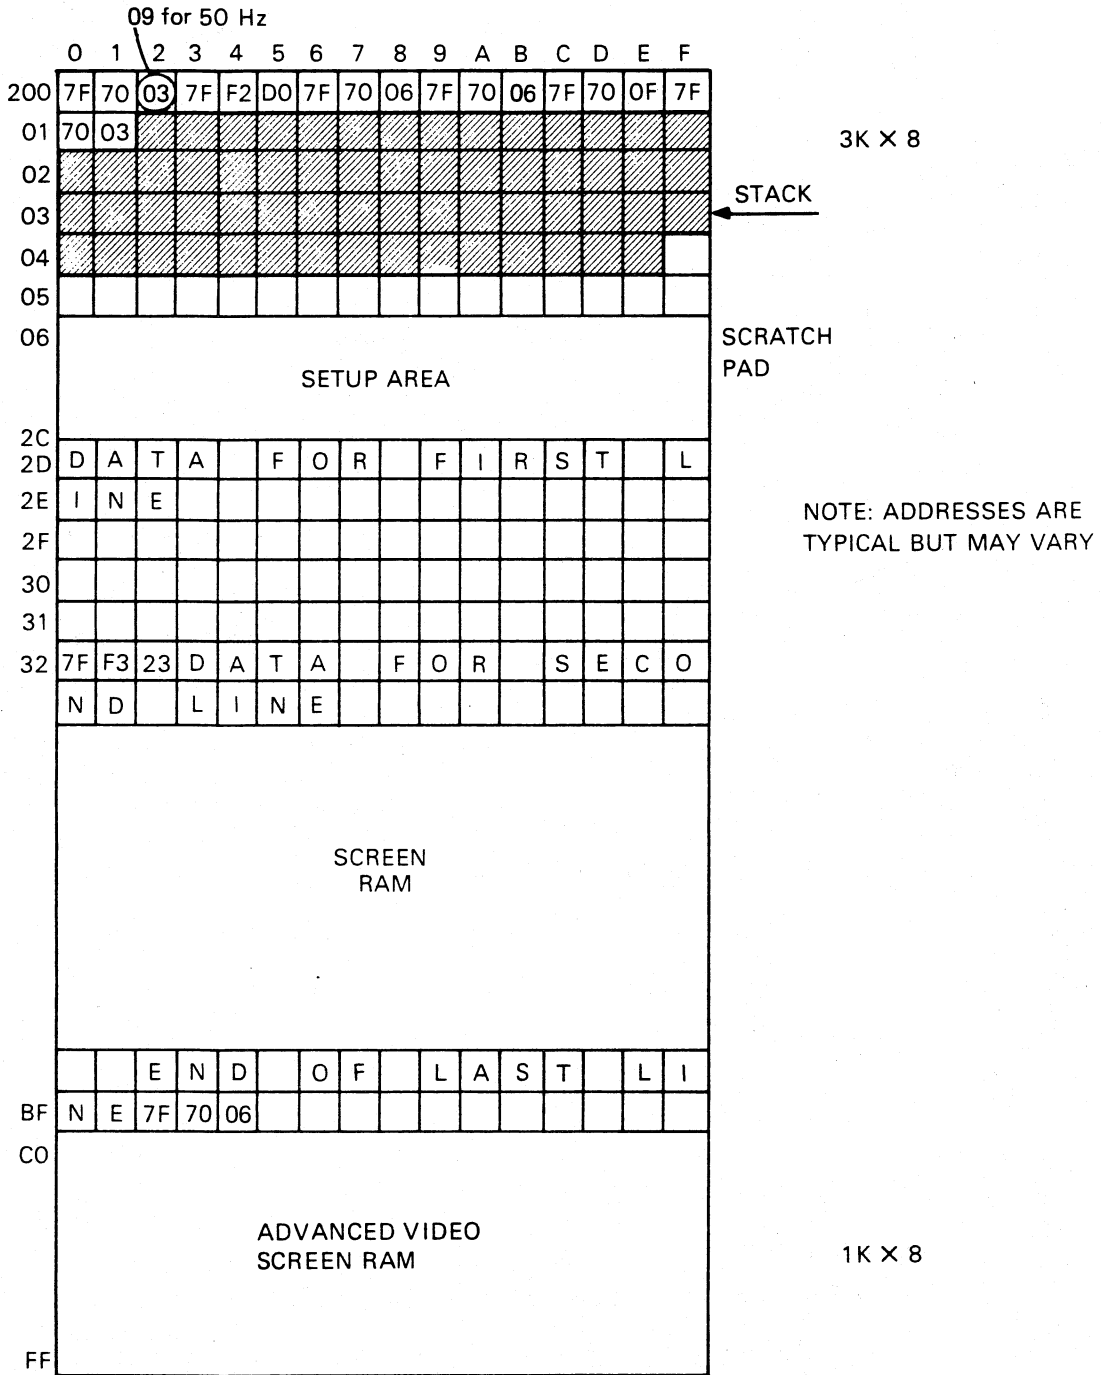 09 for 50 Hz
0 1 2 3 4 5 6 7 8 9 A B C D E F
200 7F 70 03 7F F2 D0 7F 70 06 7F 70 06 7F 70 0F 7F
01 70 03
3K X 8
02
03
STACK
04
05
06
SCRATCH
PAD
SETUP AREA
2C
2D D A T A F O R F I R S T L
2E I N E
NOTE: ADDRESSES ARE
TYPICAL BUT MAY VARY
2F
30
31
32 7F F3 23 D A T A F O R S E C O
N D L I N E
SCREEN
RAM
E N D O F L A S T L I
BF N E 7F 70 06
C0
ADVANCED VIDEO
SCREEN RAM
1K X 8
FF